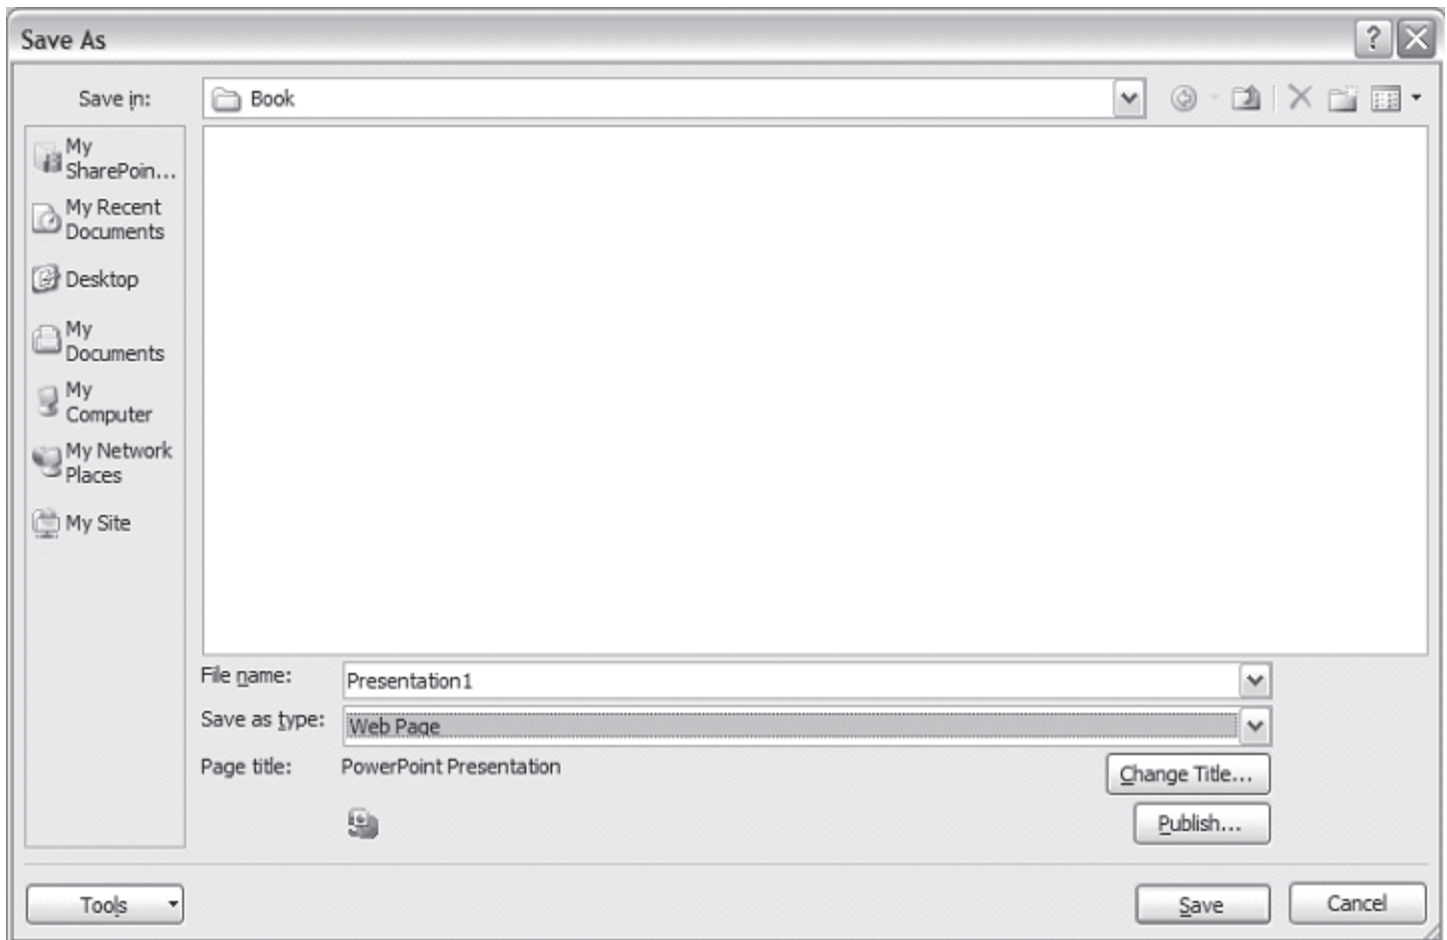 Save As
Save in: Book
My
SharePoin...
My Recent
Documents
Desktop
My
Documents
My
Computer
My Network
Places
My Site
File name: Presentation1
Save as type: Web Page
Page title: PowerPoint Presentation
Change Title...
Publish...
Tools
Save
Cancel